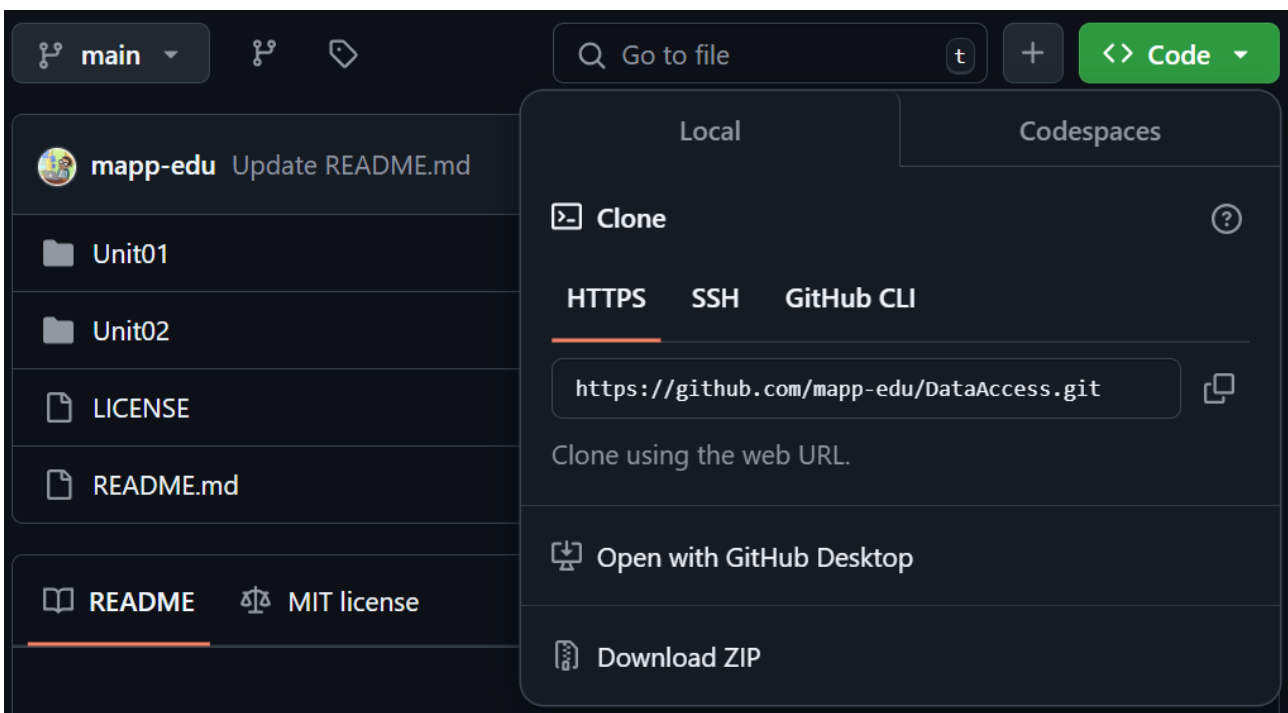 main
Go to file
t
Code
mapp-edu Update README.md
Unit01
Unit02
LICENSE
README.md
README
MIT license
Local
Codespaces
Clone
HTTPS
SSH
GitHub CLI
https://github.com/mapp-edu/DataAccess.git
Clone using the web URL.
Open with GitHub Desktop
Download ZIP